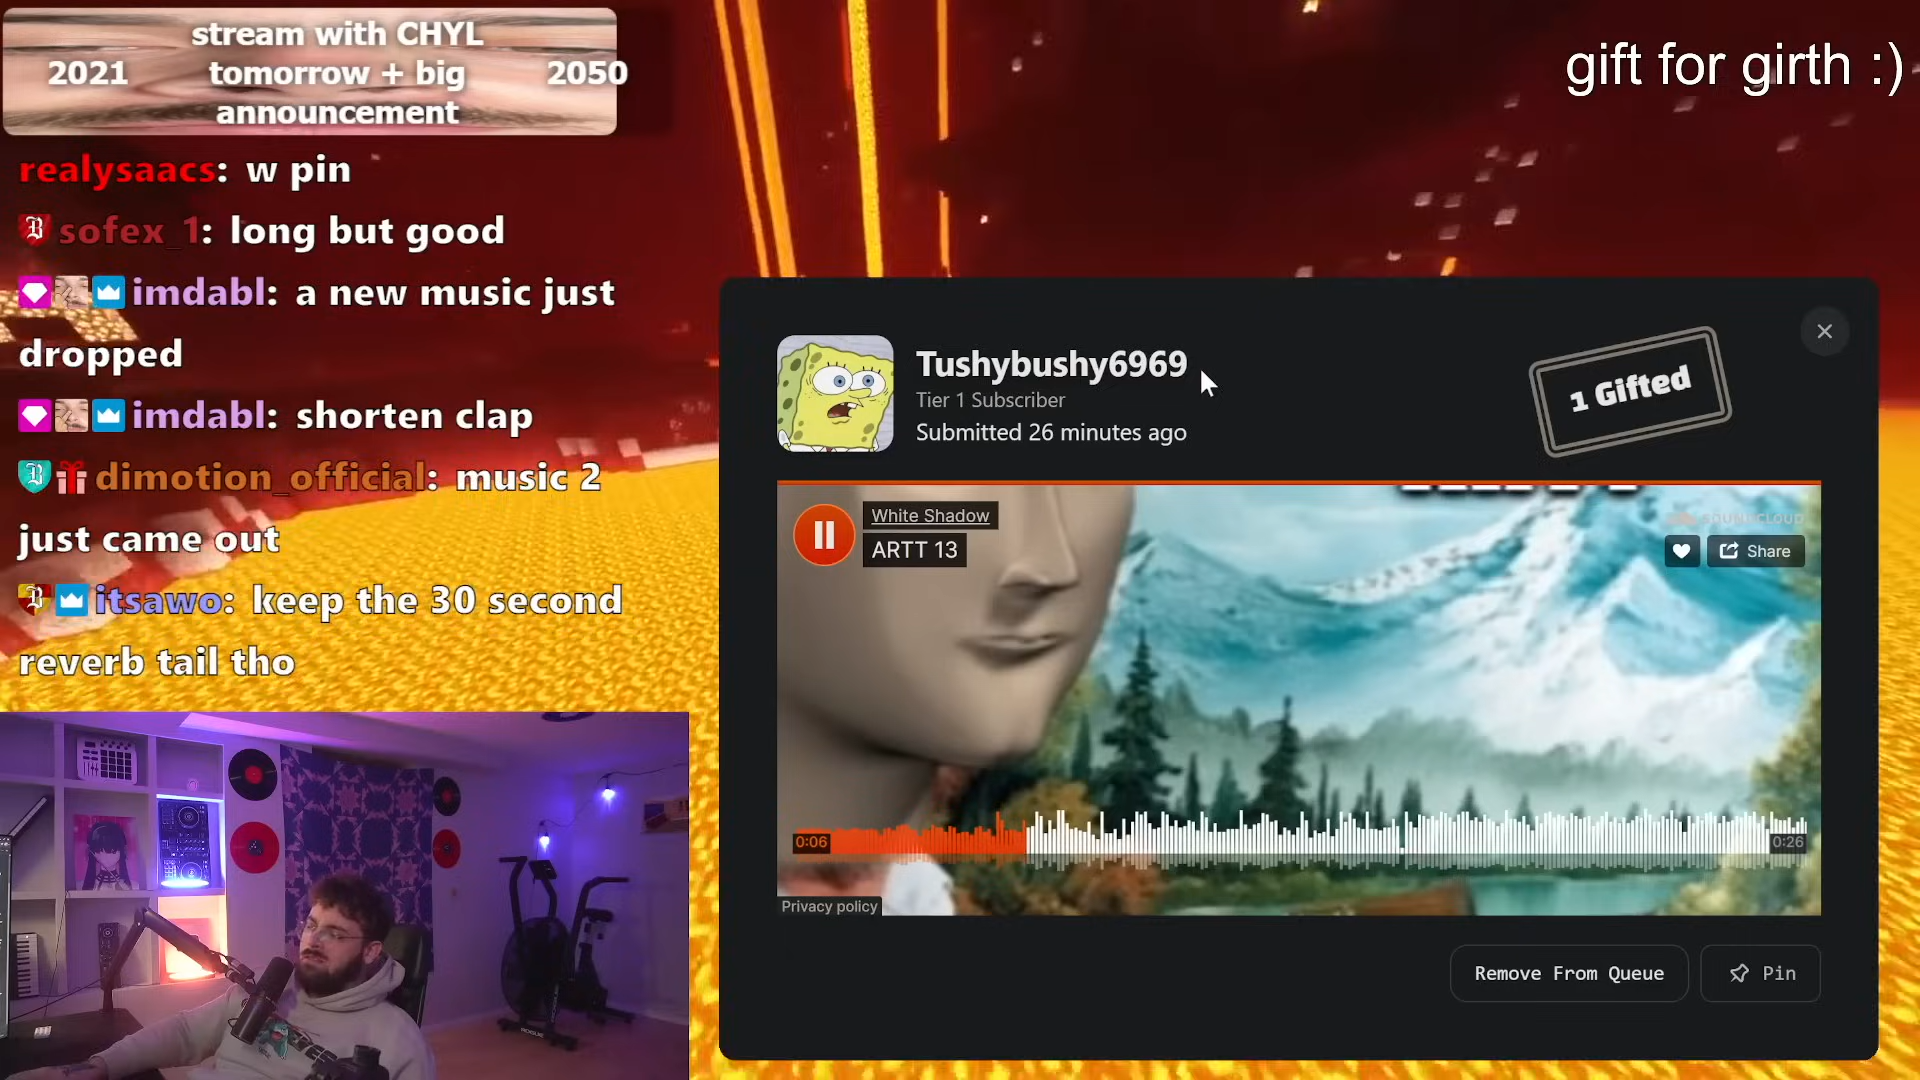 stream with CHYL
2021 tomorrow + big 2050
announcement
gift for girth :)
realysaacs: w pin
sofex_1: long but good
imdabl: a new music just
dropped
imdabl: shorten clap
dimotion_official: music 2
just came out
itsawo: keep the 30 second
reverb tail tho
Tushybushy6969
Tier 1 Subscriber
Submitted 26 minutes ago
1 Gifted
White Shadow
ARTT 13
SOUNDCLOUD
Share
0:06
0:26
Privacy policy
Remove From Queue
Pin